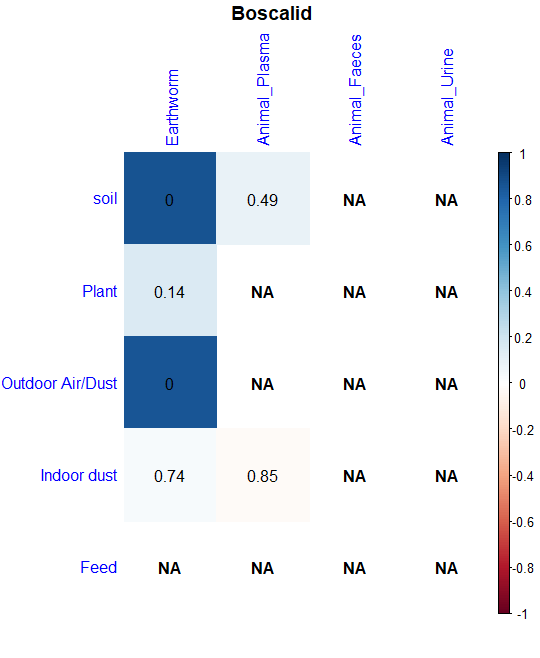 Boscalid
Earthworm Animal_Plasma Animal_Faeces Animal_Urine
soil 0 0.49 NA NA
Plant 0.14 NA NA NA
Outdoor Air/Dust 0 NA NA NA
Indoor dust 0.74 0.85 NA NA
Feed NA NA NA NA
1
0.8
0.6
0.4
0.2
0
-0.2
-0.4
-0.6
-0.8
-1